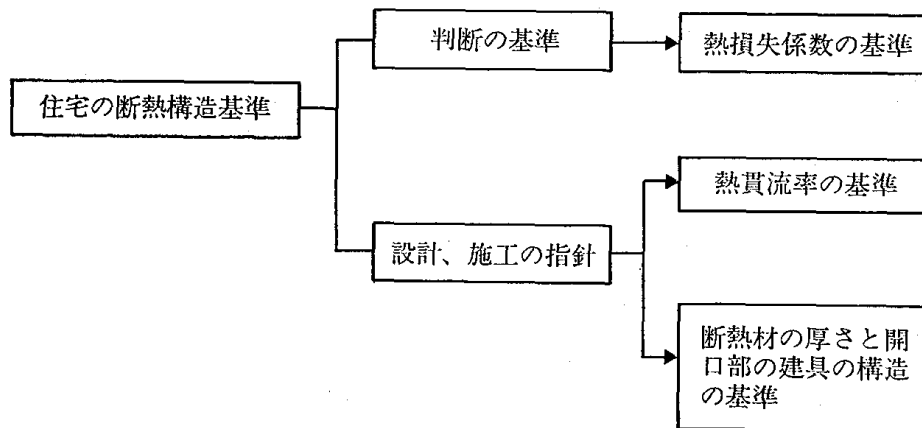 住宅の断熱構造基準
判断の基準
熱損失係数の基準
設計、施工の指針
熱貫流率の基準
断熱材の厚さと開
口部の建具の構造
の基準